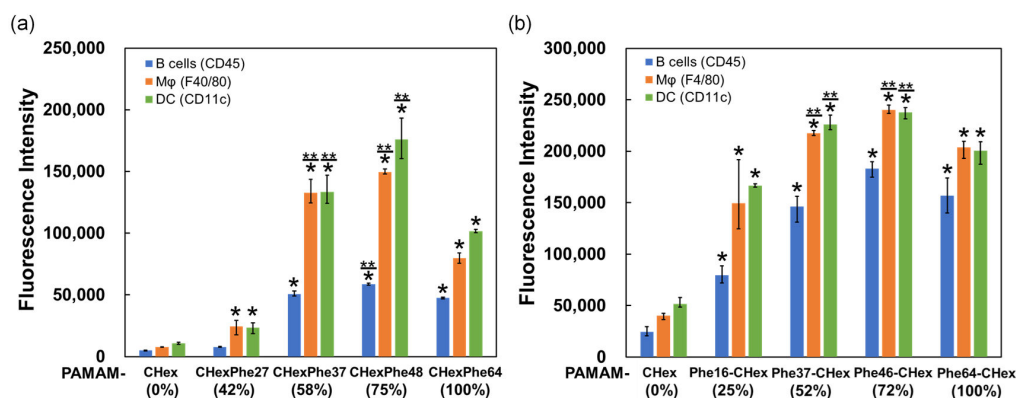 (a)
250,000
200,000
150,000
100,000
50,000
0
Fluorescence Intensity
B cells (CD45)
Mφ (F40/80)
DC (CD11c)
* * * ** * ** * ** * ** * ** * * * *
PAMAM- CHex CHexPhe27 CHexPhe37 CHexPhe48 CHexPhe64
(0%) (42%) (58%) (75%) (100%)
(b)
300,000
250,000
200,000
150,000
100,000
50,000
0
Fluorescence Intensity
B cells (CD45)
Mφ (F4/80)
DC (CD11c)
* * * * ** * ** * * ** * ** * * * *
PAMAM- CHex Phe16-CHex Phe37-CHex Phe46-CHex Phe64-CHex
(0%) (25%) (52%) (72%) (100%)